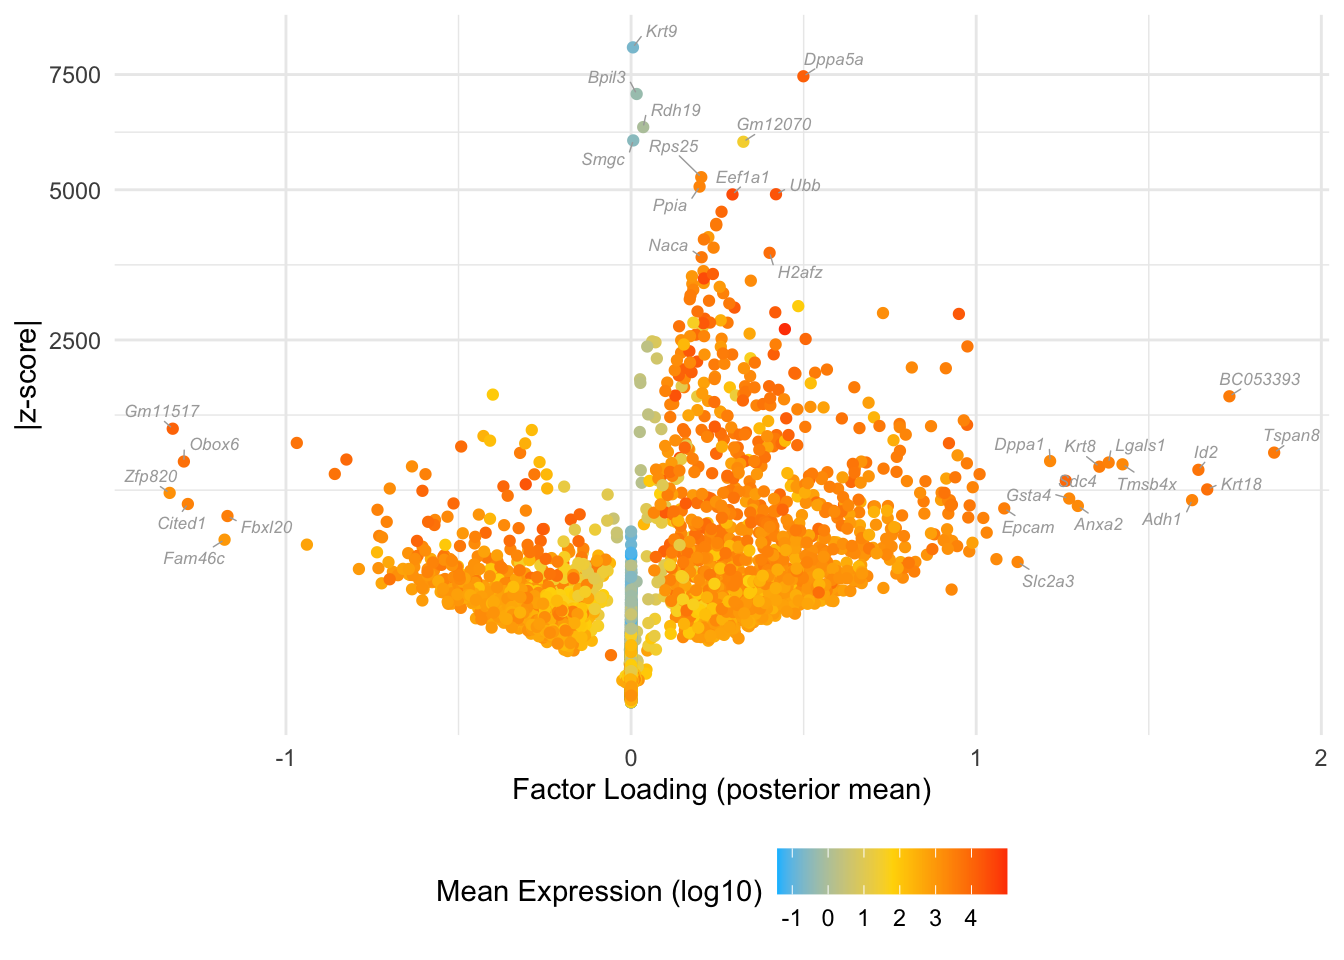 Krt9
Dppa5a
7500
Bpil3
Rdh19
Gm12070
Rps25
Smgc
Eef1a1
Ubb
5000
Ppia
Naca
H2afz
2500
|z-score|
BC053393
Gm11517
Obox6
Dppa1
Krt8
Lgals1
Id2
Tspan8
Zfp820
Tmsb4x
Krt18
Gsta4
Cited1
Fbxl20
Epcam
Anxa2
Adh1
Fam46c
Slc2a3
-1 0 1 2
Factor Loading (posterior mean)
Mean Expression (log10)
-1 0 1 2 3 4